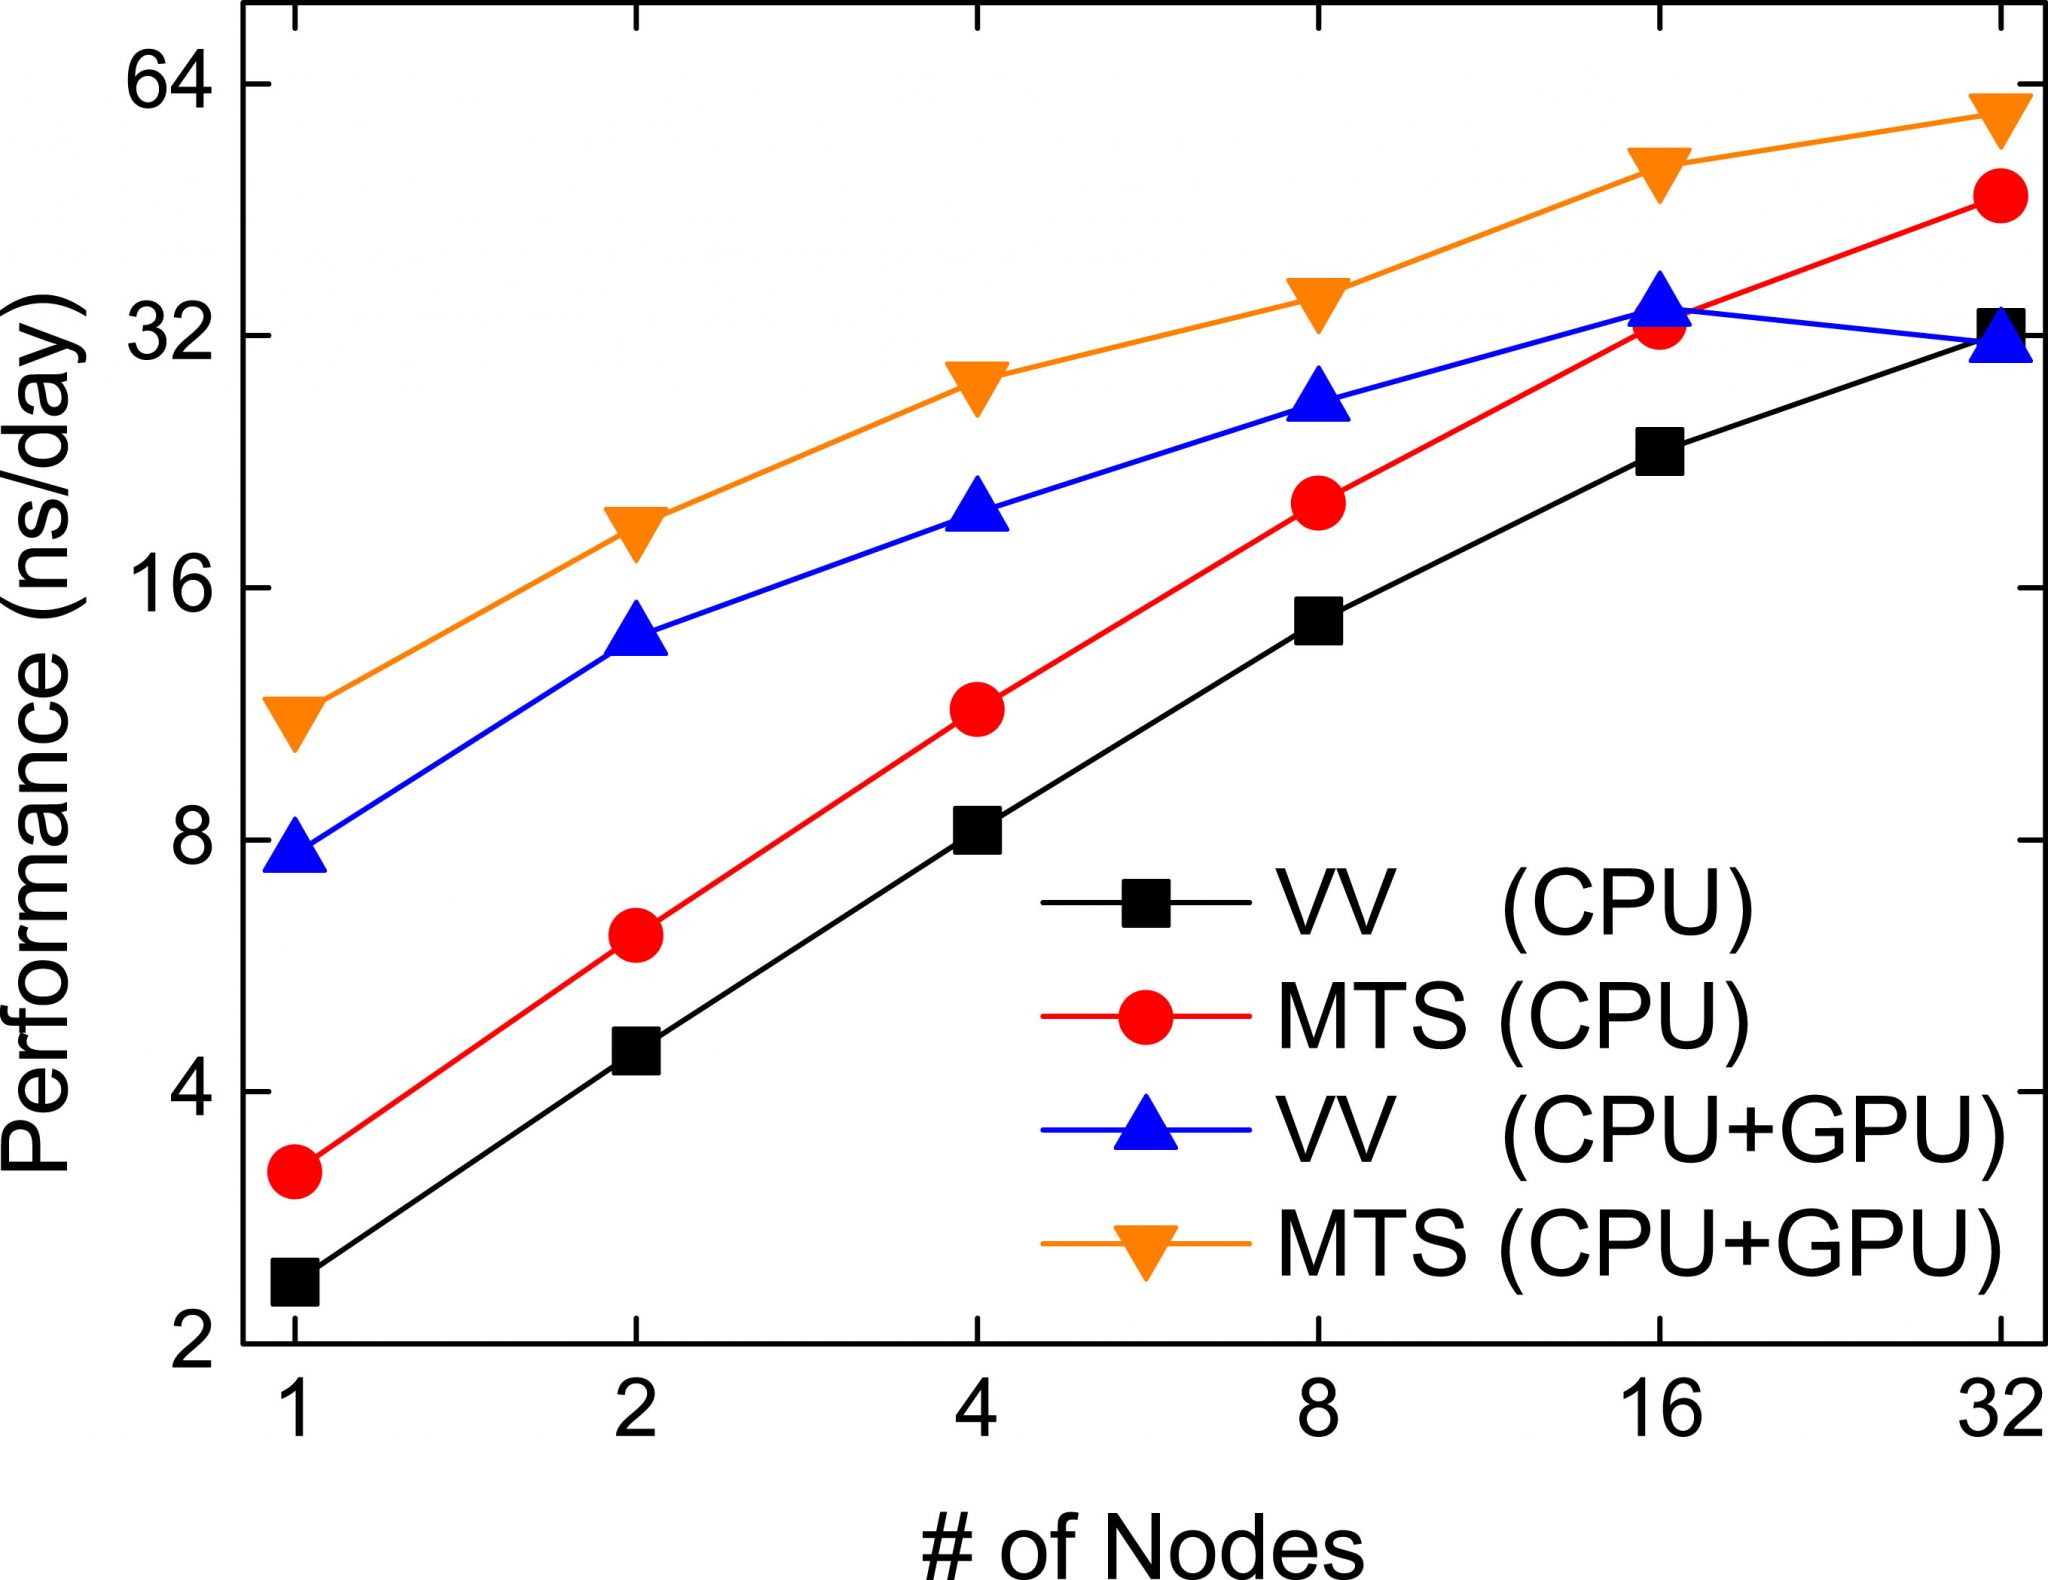 Performance (ns/day)
64
32
16
8
4
2
VV (CPU)
MTS (CPU)
VV (CPU+GPU)
MTS (CPU+GPU)
1 2 4 8 16 32
# of Nodes